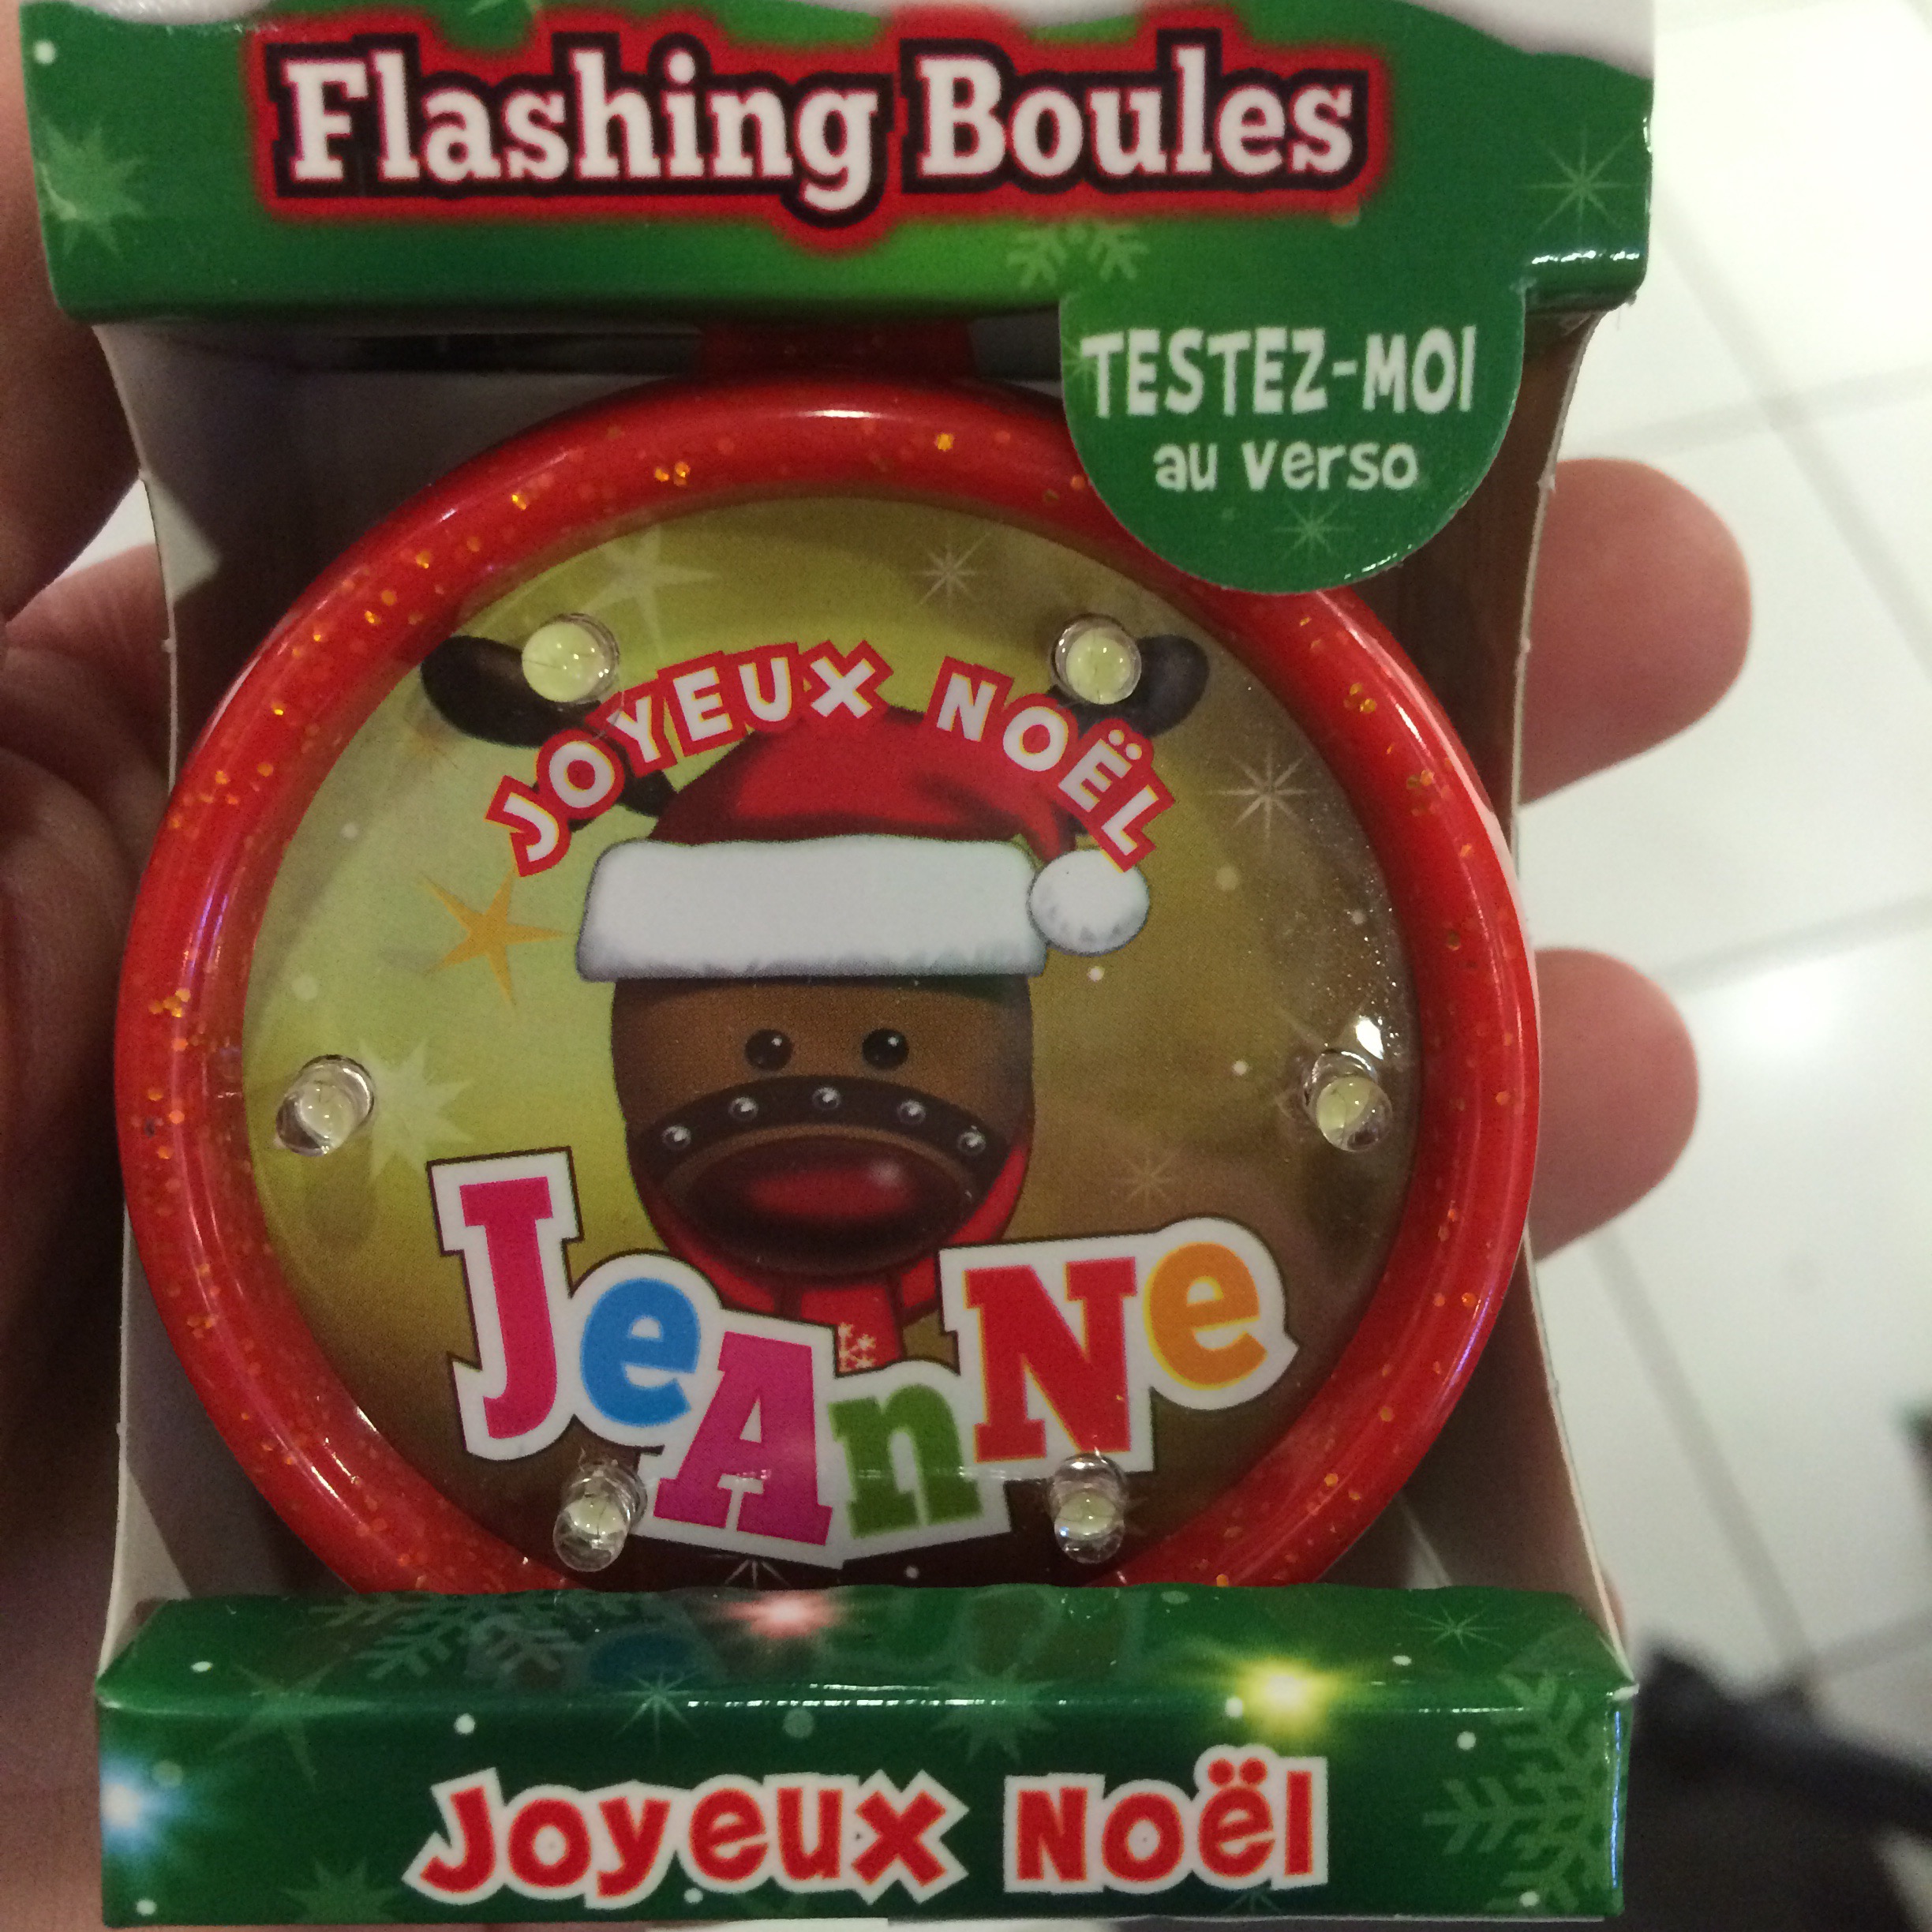 Flashing Boules
TESTEZ-MOI
au verso
JOYEUX NOËL
JeAnNe
Joyeux Noël